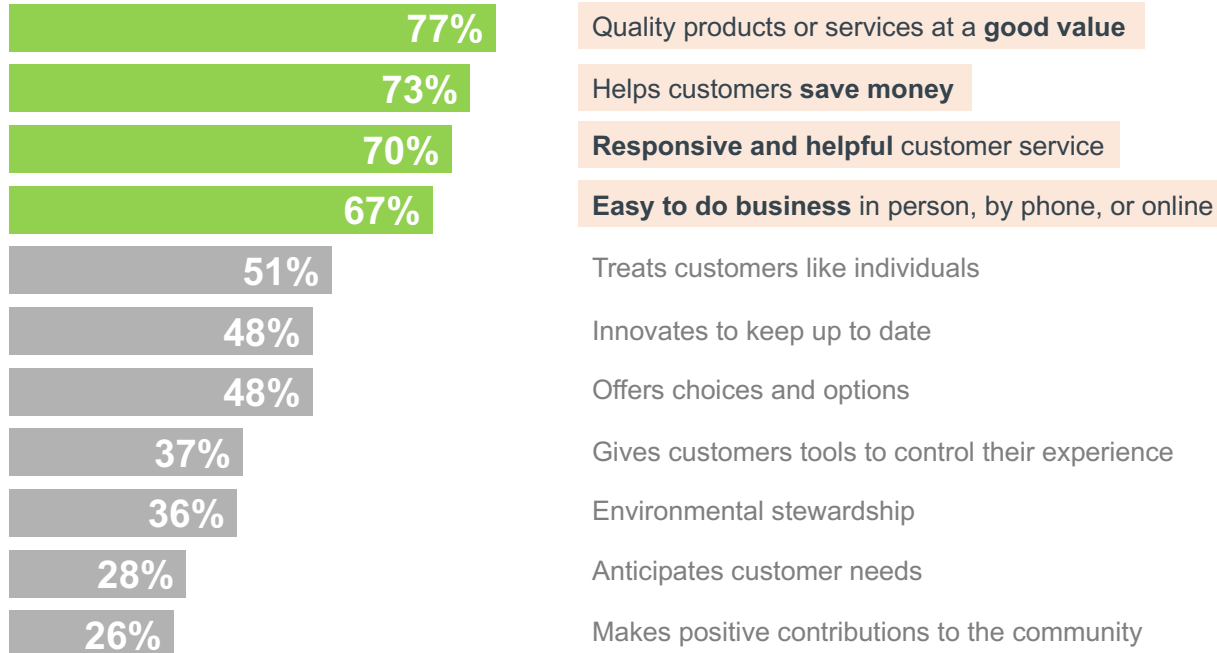 77% Quality products or services at a good value
73% Helps customers save money
70% Responsive and helpful customer service
67% Easy to do business in person, by phone, or online
51% Treats customers like individuals
48% Innovates to keep up to date
48% Offers choices and options
37% Gives customers tools to control their experience
36% Environmental stewardship
28% Anticipates customer needs
26% Makes positive contributions to the community